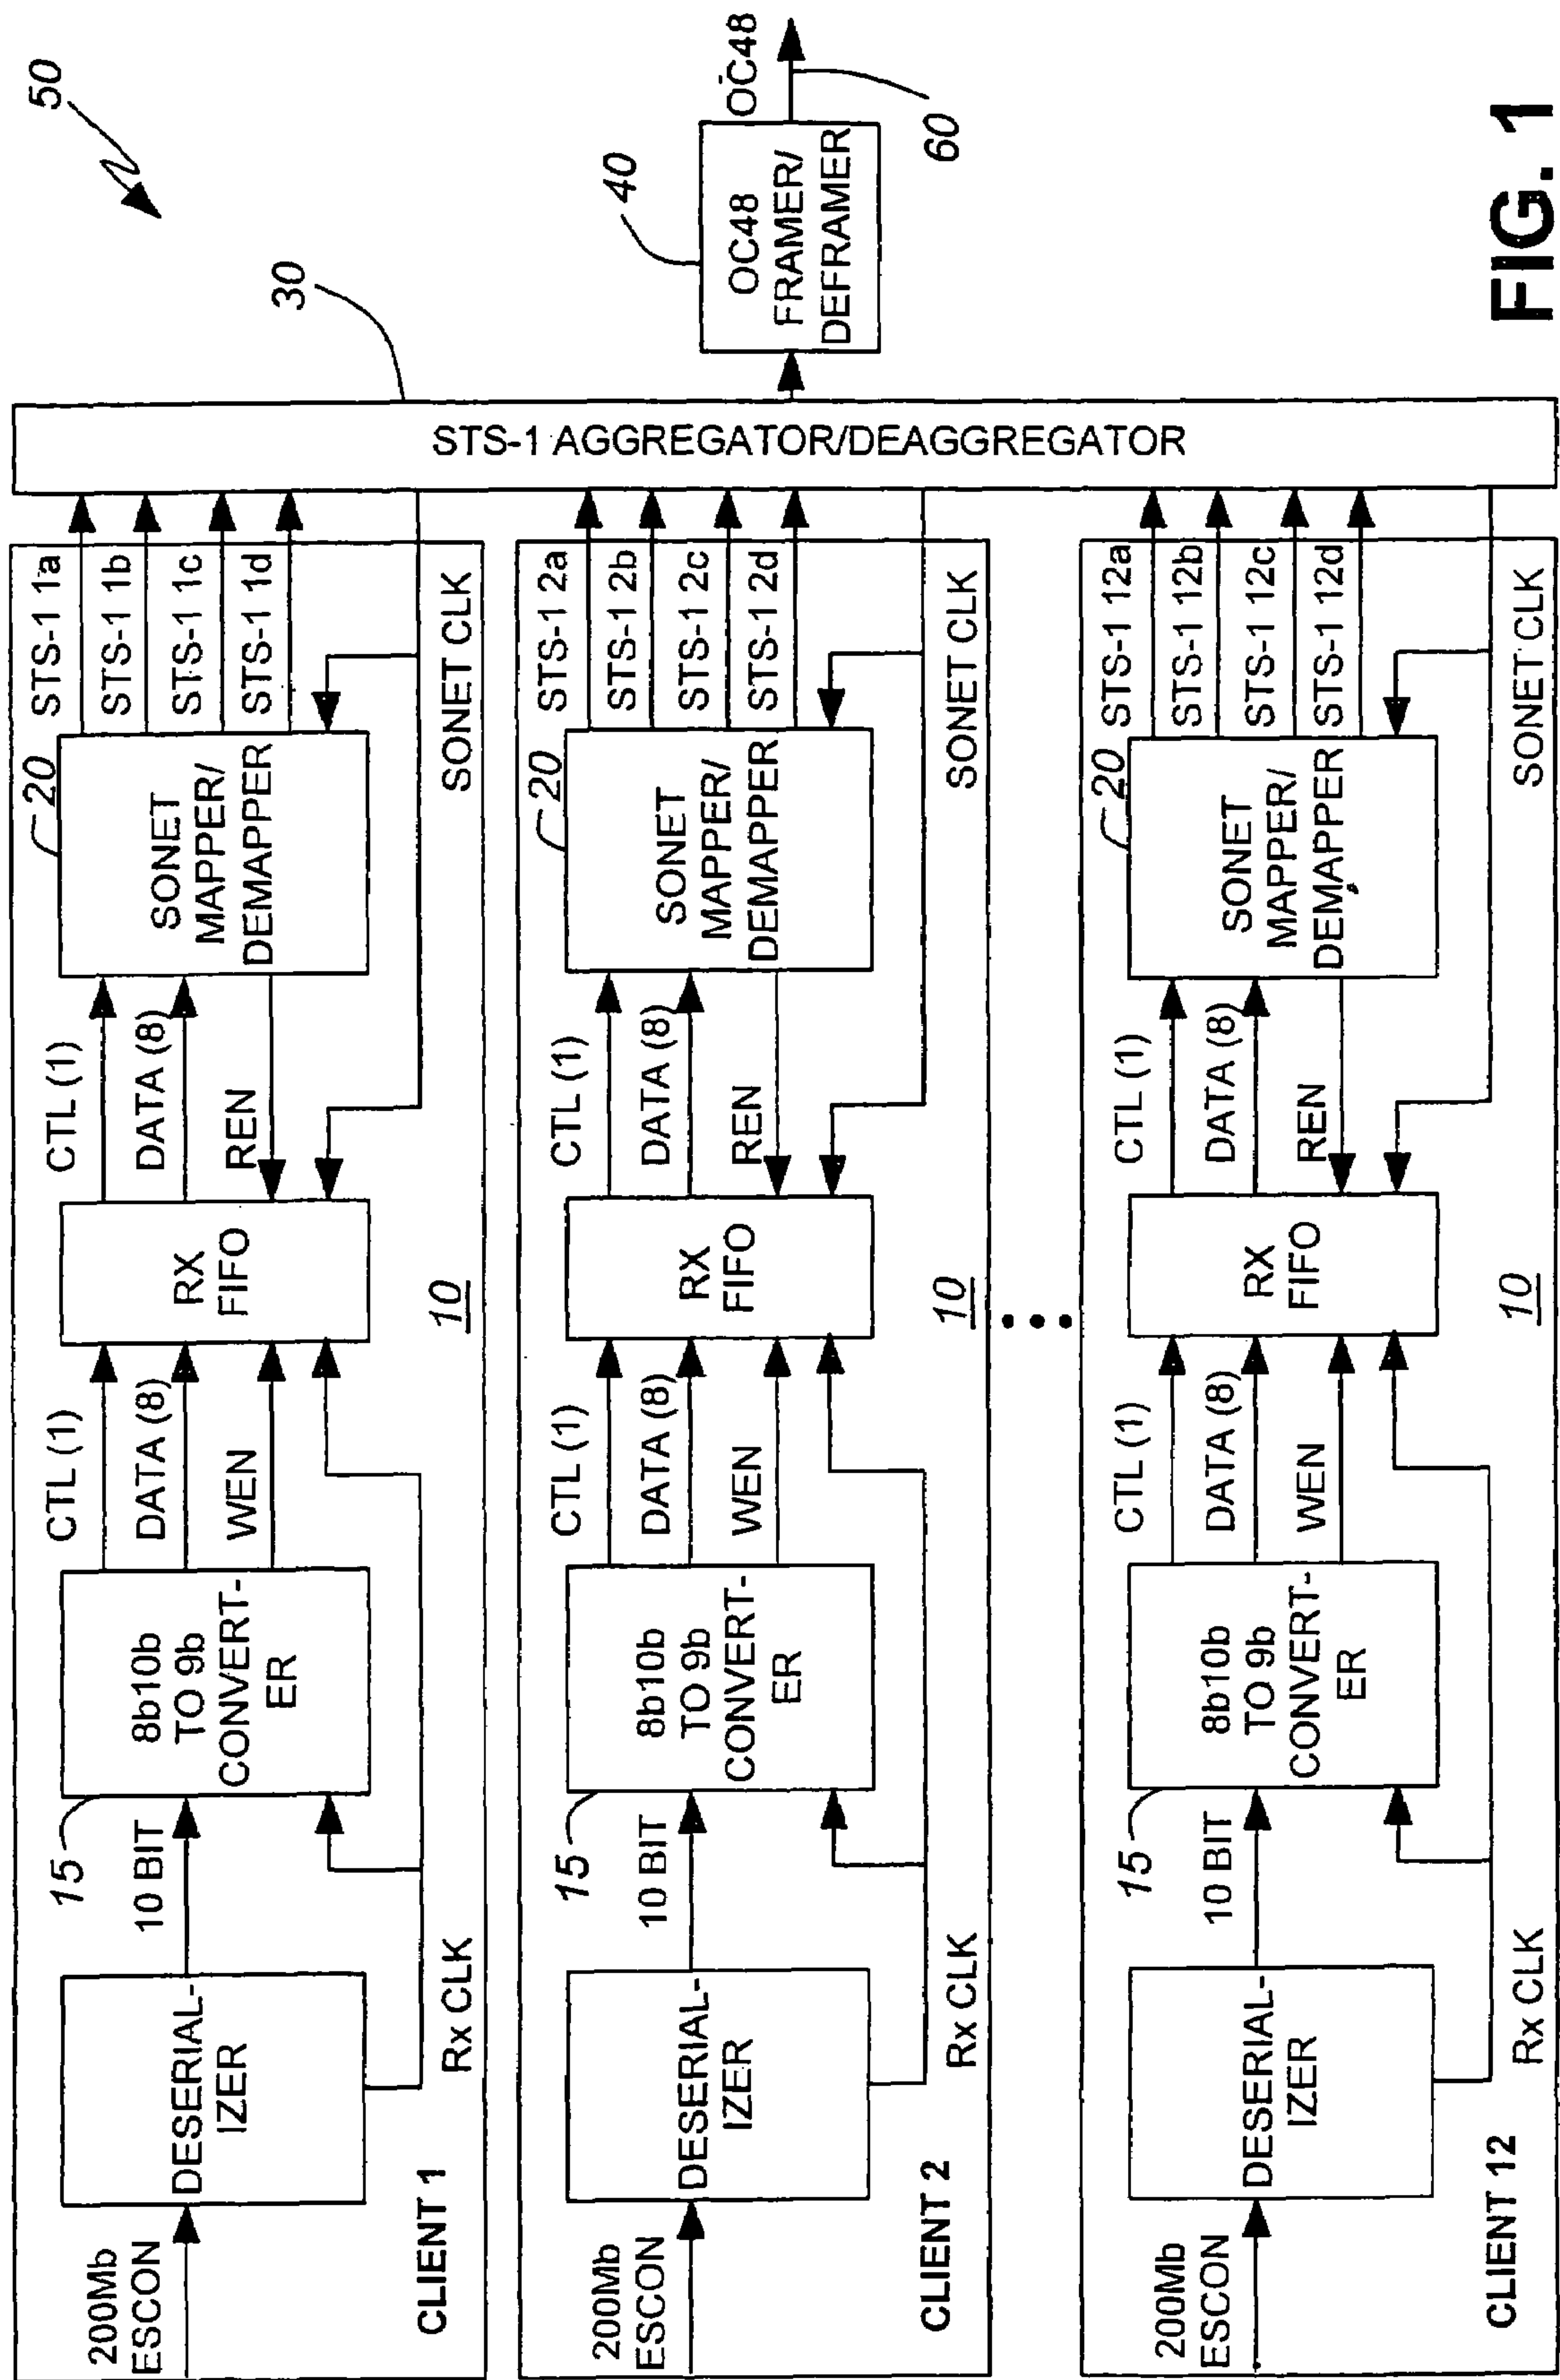 50
CLIENT 1
200Mb
ESCON
DESERIAL-
IZER
Rx CLK
10 BIT
15
8b10b
TO 9b
CONVERT-
ER
CTL (1)
DATA (8)
WEN
RX
FIFO
10
CTL (1)
DATA (8)
REN
20
SONET
MAPPER/
DEMAPPER
SONET CLK
STS-1 1a
STS-1 1b
STS-1 1c
STS-1 1d
CLIENT 2
200Mb
ESCON
DESERIAL-
IZER
Rx CLK
10 BIT
15
8b10b
TO 9b
CONVERT-
ER
CTL (1)
DATA (8)
WEN
RX
FIFO
10
CTL (1)
DATA (8)
REN
20
SONET
MAPPER/
DEMAPPER
SONET CLK
STS-1 2a
STS-1 2b
STS-1 2c
STS-1 2d
CLIENT 12
200Mb
ESCON
DESERIAL-
IZER
Rx CLK
10 BIT
15
8b10b
TO 9b
CONVERT-
ER
CTL (1)
DATA (8)
WEN
RX
FIFO
10
CTL (1)
DATA (8)
REN
20
SONET
MAPPER/
DEMAPPER
SONET CLK
STS-1 12a
STS-1 12b
STS-1 12c
STS-1 12d
30
STS-1 AGGREGATOR/DEAGGREGATOR
40
OC48
FRAMER/
DEFRAMER
OC48
60
FIG. 1